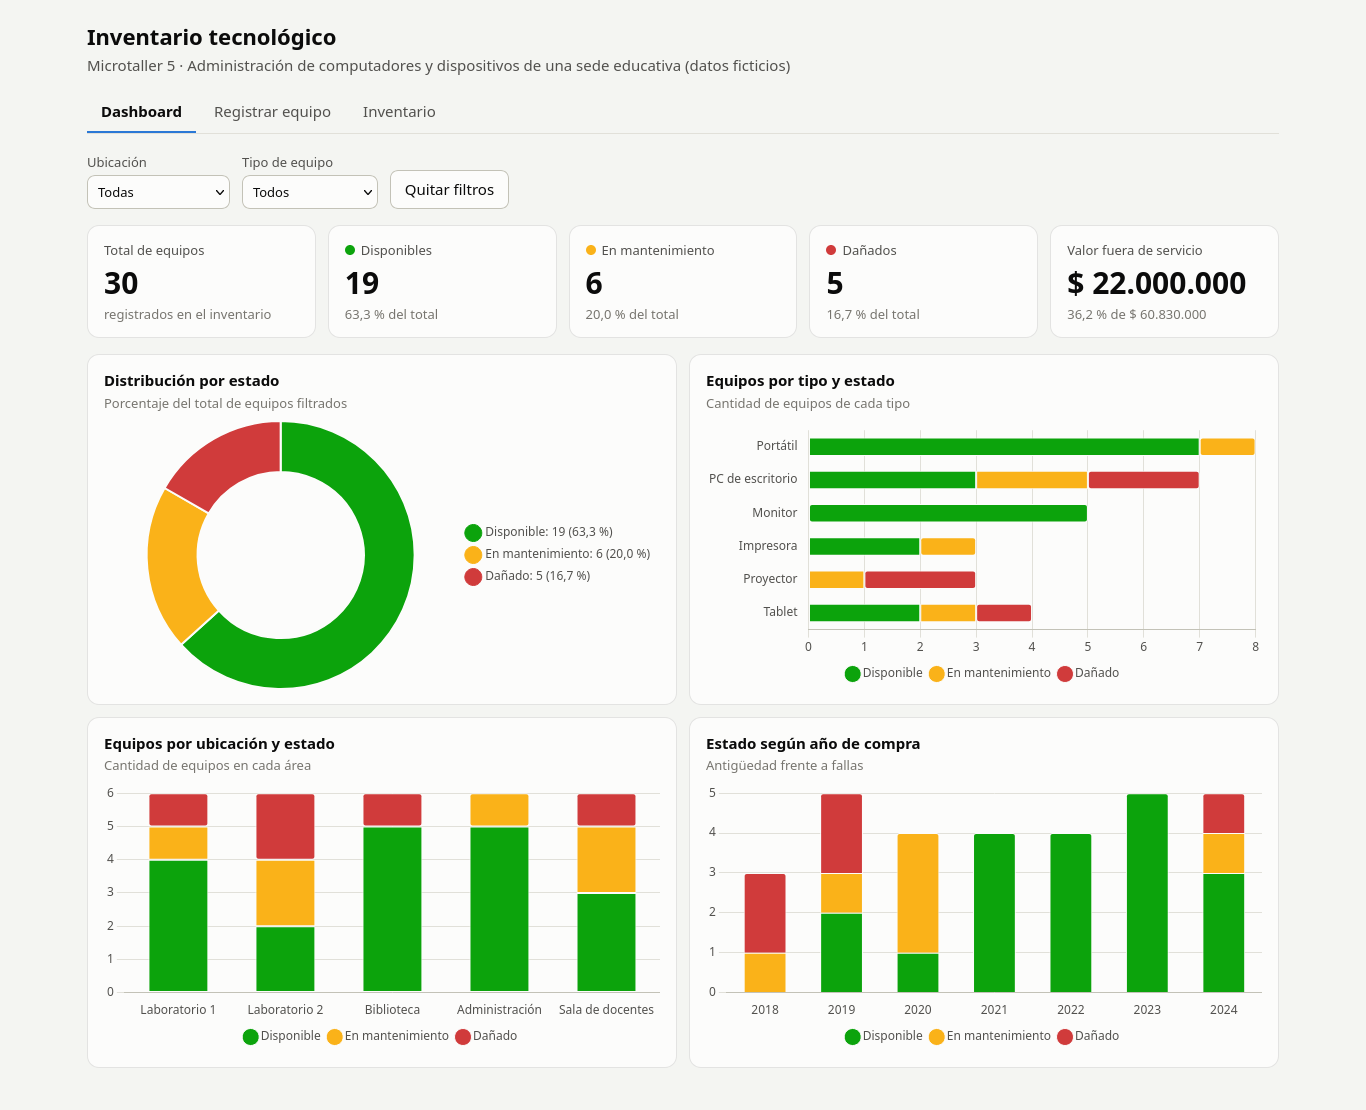 Inventario tecnológico
Microtaller 5 · Administración de computadores y dispositivos de una sede educativa (datos ficticios)
Dashboard
Registrar equipo
Inventario
Ubicación
Tipo de equipo
Todas
Todos
Quitar filtros
Total de equipos
30
registrados en el inventario
Disponibles
19
63,3 % del total
En mantenimiento
6
20,0 % del total
Dañados
5
16,7 % del total
Valor fuera de servicio
$ 22.000.000
36,2 % de $ 60.830.000
Distribución por estado
Porcentaje del total de equipos filtrados
Disponible: 19 (63,3 %)
En mantenimiento: 6 (20,0 %)
Dañado: 5 (16,7 %)
Equipos por tipo y estado
Cantidad de equipos de cada tipo
Portátil
PC de escritorio
Monitor
Impresora
Proyector
Tablet
0 1 2 3 4 5 6 7 8
Disponible En mantenimiento Dañado
Equipos por ubicación y estado
Cantidad de equipos en cada área
6
5
4
3
2
1
0
Laboratorio 1 Laboratorio 2 Biblioteca Administración Sala de docentes
Disponible En mantenimiento Dañado
Estado según año de compra
Antigüedad frente a fallas
5
4
3
2
1
0
2018 2019 2020 2021 2022 2023 2024
Disponible En mantenimiento Dañado